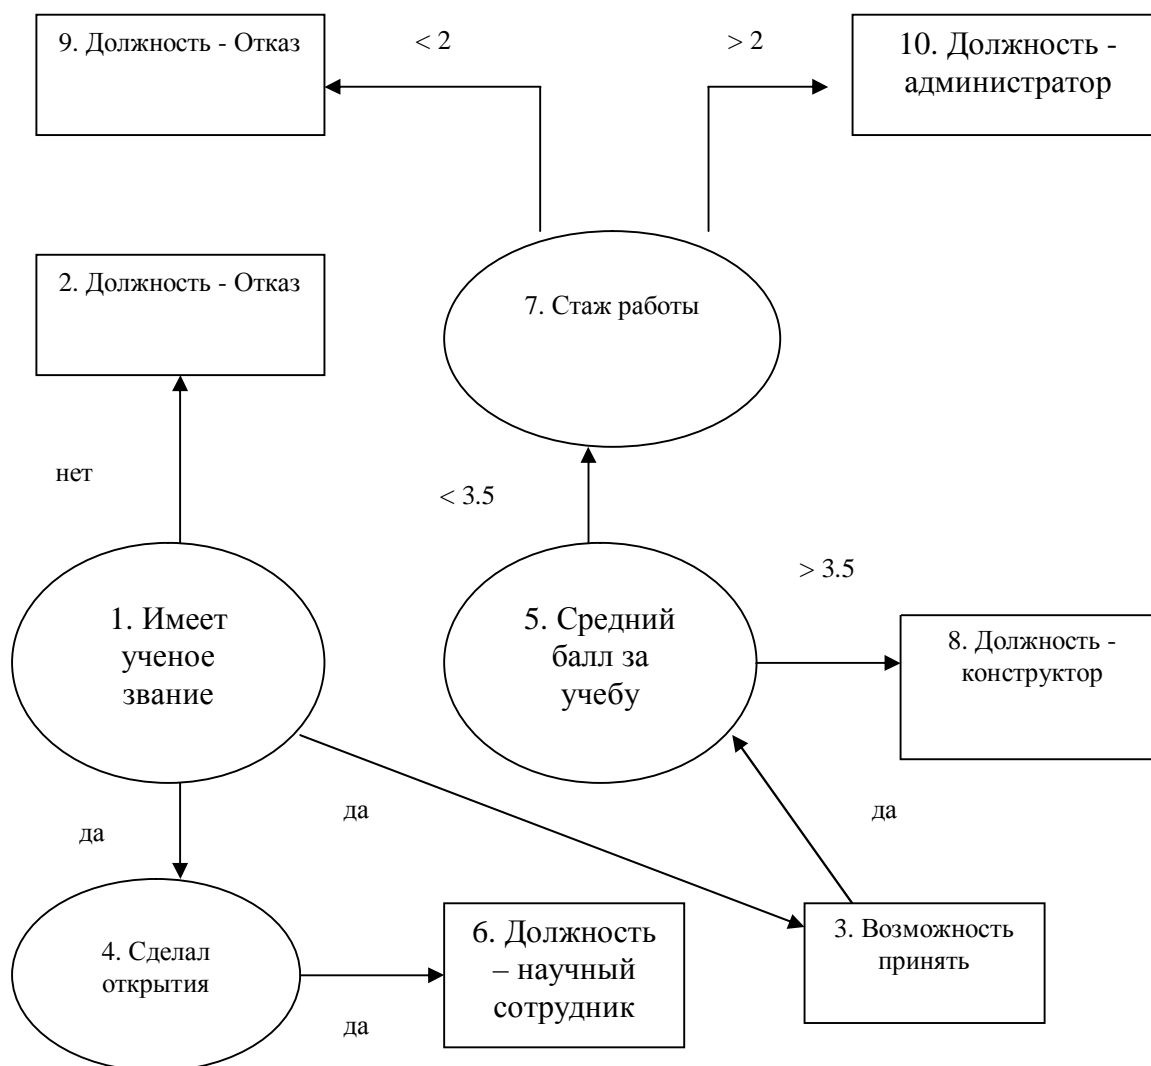 9. Должность - Отказ
< 2
> 2
10. Должность -
администратор
2. Должность - Отказ
7. Стаж работы
нет
< 3.5
> 3.5
1. Имеет
ученое
звание
5. Средний
балл за
учебу
8. Должность -
конструктор
да
да
да
4. Сделал
открытия
6. Должность
– научный
сотрудник
3. Возможность
принять
да